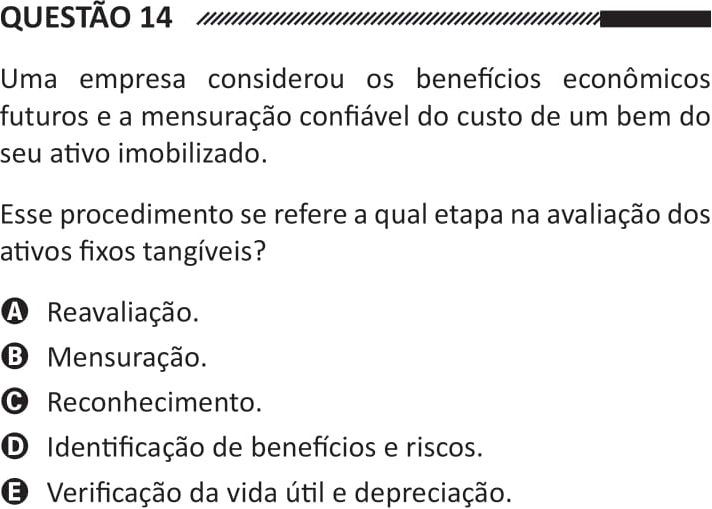 QUESTÃO 14
Uma empresa considerou os benefícios econômicos
futuros e a mensuração confiável do custo de um bem do
seu ativo imobilizado.
Esse procedimento se refere a qual etapa na avaliação dos
ativos fixos tangíveis?
A Reavaliação.
B Mensuração.
C Reconhecimento.
D Identificação de benefícios e riscos.
E Verificação da vida útil e depreciação.